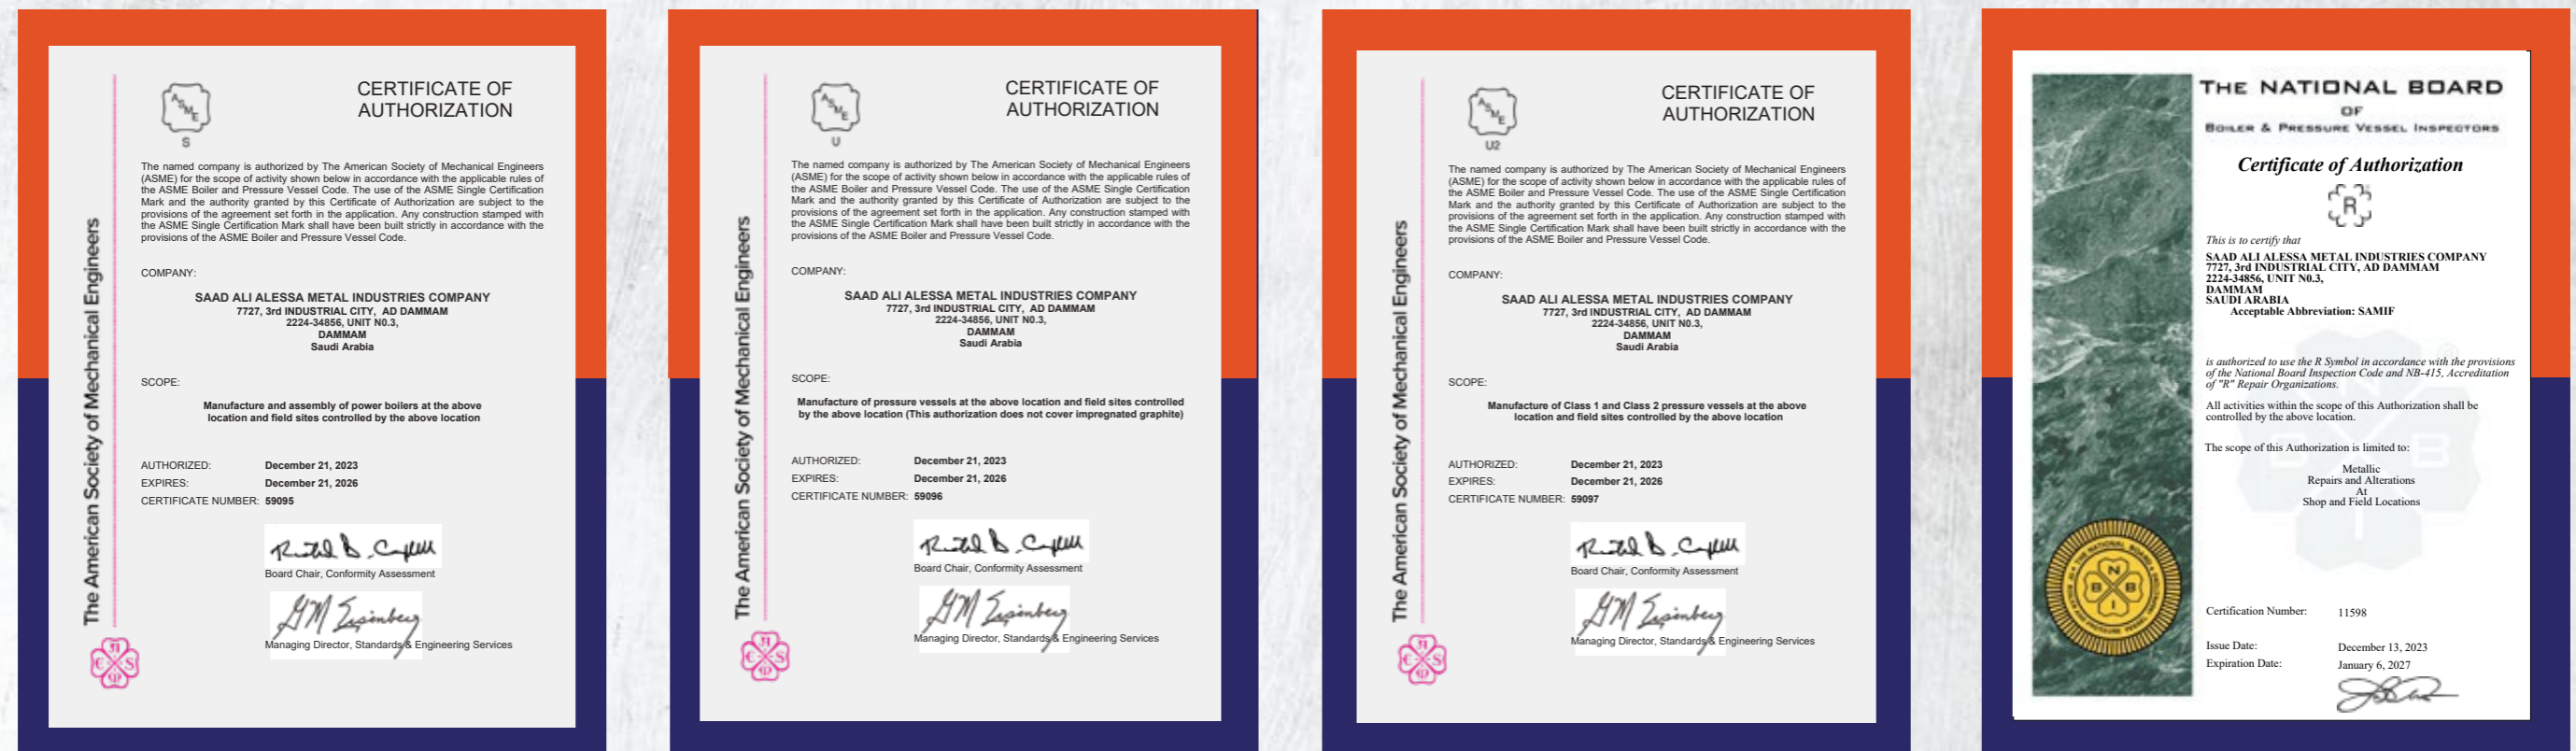 The American Society of Mechanical Engineers
ASME
S
CERTIFICATE OF
AUTHORIZATION
The named company is authorized by The American Society of Mechanical Engineers
(ASME) for the scope of activity shown below in accordance with the applicable rules of
the ASME Boiler and Pressure Vessel Code. The use of the ASME Single Certification
Mark and the authority granted by this Certificate of Authorization are subject to the
provisions of the agreement set forth in the application. Any construction stamped with
the ASME Single Certification Mark shall have been built strictly in accordance with the
provisions of the ASME Boiler and Pressure Vessel Code.
COMPANY:
SAAD ALI ALESSA METAL INDUSTRIES COMPANY
7727, 3rd INDUSTRIAL CITY, AD DAMMAM
2224-34856, UNIT N0.3,
DAMMAM
Saudi Arabia
SCOPE:
Manufacture and assembly of power boilers at the above
location and field sites controlled by the above location
AUTHORIZED: December 21, 2023
EXPIRES: December 21, 2026
CERTIFICATE NUMBER: 59095
Board Chair, Conformity Assessment
Managing Director, Standards & Engineering Services
The American Society of Mechanical Engineers
ASME
U
CERTIFICATE OF
AUTHORIZATION
The named company is authorized by The American Society of Mechanical Engineers
(ASME) for the scope of activity shown below in accordance with the applicable rules of
the ASME Boiler and Pressure Vessel Code. The use of the ASME Single Certification
Mark and the authority granted by this Certificate of Authorization are subject to the
provisions of the agreement set forth in the application. Any construction stamped with
the ASME Single Certification Mark shall have been built strictly in accordance with the
provisions of the ASME Boiler and Pressure Vessel Code.
COMPANY:
SAAD ALI ALESSA METAL INDUSTRIES COMPANY
7727, 3rd INDUSTRIAL CITY, AD DAMMAM
2224-34856, UNIT N0.3,
DAMMAM
Saudi Arabia
SCOPE:
Manufacture of pressure vessels at the above location and field sites controlled
by the above location (This authorization does not cover impregnated graphite)
AUTHORIZED: December 21, 2023
EXPIRES: December 21, 2026
CERTIFICATE NUMBER: 59096
Board Chair, Conformity Assessment
Managing Director, Standards & Engineering Services
The American Society of Mechanical Engineers
ASME
U2
CERTIFICATE OF
AUTHORIZATION
The named company is authorized by The American Society of Mechanical Engineers
(ASME) for the scope of activity shown below in accordance with the applicable rules of
the ASME Boiler and Pressure Vessel Code. The use of the ASME Single Certification
Mark and the authority granted by this Certificate of Authorization are subject to the
provisions of the agreement set forth in the application. Any construction stamped with
the ASME Single Certification Mark shall have been built strictly in accordance with the
provisions of the ASME Boiler and Pressure Vessel Code.
COMPANY:
SAAD ALI ALESSA METAL INDUSTRIES COMPANY
7727, 3rd INDUSTRIAL CITY, AD DAMMAM
2224-34856, UNIT N0.3,
DAMMAM
Saudi Arabia
SCOPE:
Manufacture of Class 1 and Class 2 pressure vessels at the above
location and field sites controlled by the above location
AUTHORIZED: December 21, 2023
EXPIRES: December 21, 2026
CERTIFICATE NUMBER: 59097
Board Chair, Conformity Assessment
Managing Director, Standards & Engineering Services
THE NATIONAL BOARD
OF
BOILER & PRESSURE VESSEL INSPECTORS
Certificate of Authorization
R
This is to certify that
SAAD ALI ALESSA METAL INDUSTRIES COMPANY
7727, 3rd INDUSTRIAL CITY, AD DAMMAM
2224-34856, UNIT N0.3,
DAMMAM
SAUDI ARABIA
Acceptable Abbreviation: SAMIF
is authorized to use the R Symbol in accordance with the provisions
of the National Board Inspection Code and NB-415, Accreditation
of "R" Repair Organizations.
All activities within the scope of this Authorization shall be
controlled by the above location.
The scope of this Authorization is limited to:
Metallic
Repairs and Alterations
At
Shop and Field Locations
Certification Number: 11598
Issue Date: December 13, 2023
Expiration Date: January 6, 2027